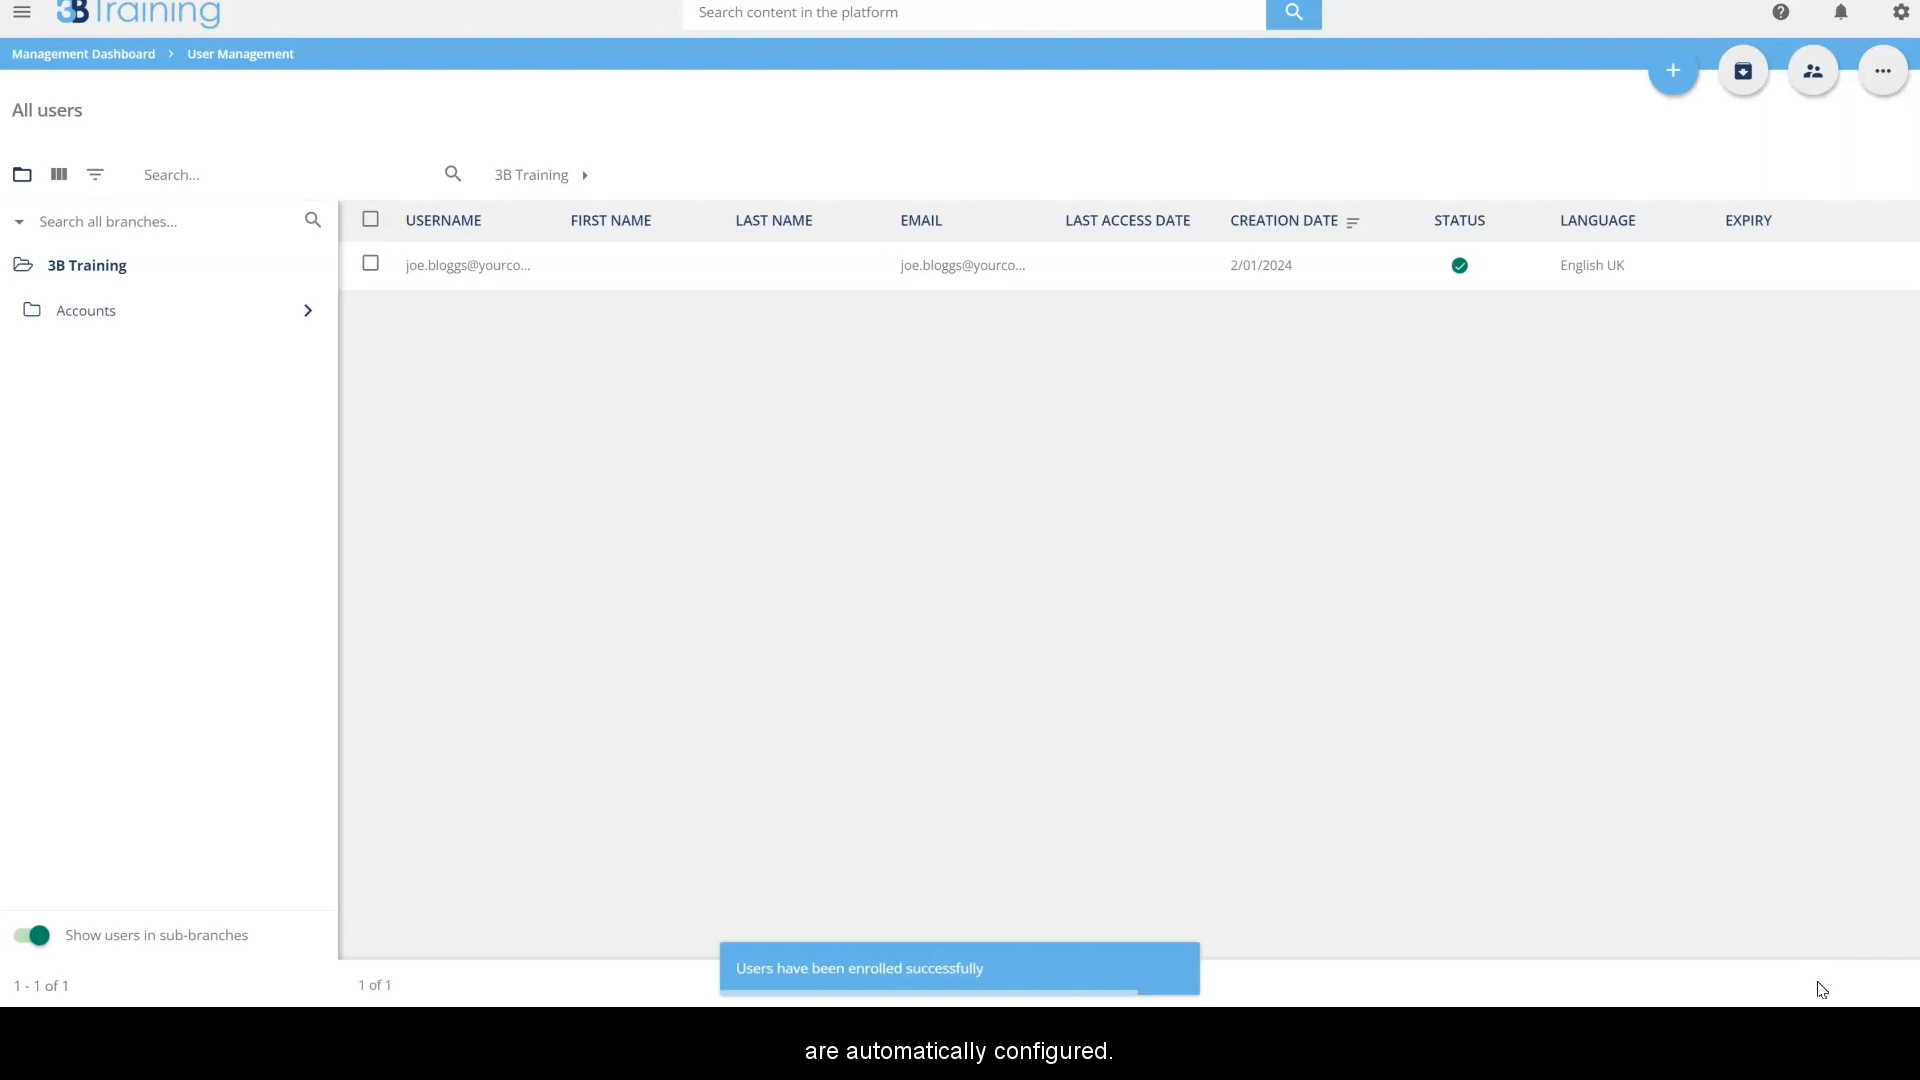 3B Training
Search content in the platform
Management Dashboard > User Management
All users
Search...
3B Training
Search all branches...
USERNAME FIRST NAME LAST NAME EMAIL LAST ACCESS DATE CREATION DATE STATUS LANGUAGE EXPIRY
3B Training
joe.bloggs@yourco... joe.bloggs@yourco... 2/01/2024 English UK
Accounts
Show users in sub-branches
Users have been enrolled successfully
1 - 1 of 1
1 of 1
are automatically configured.